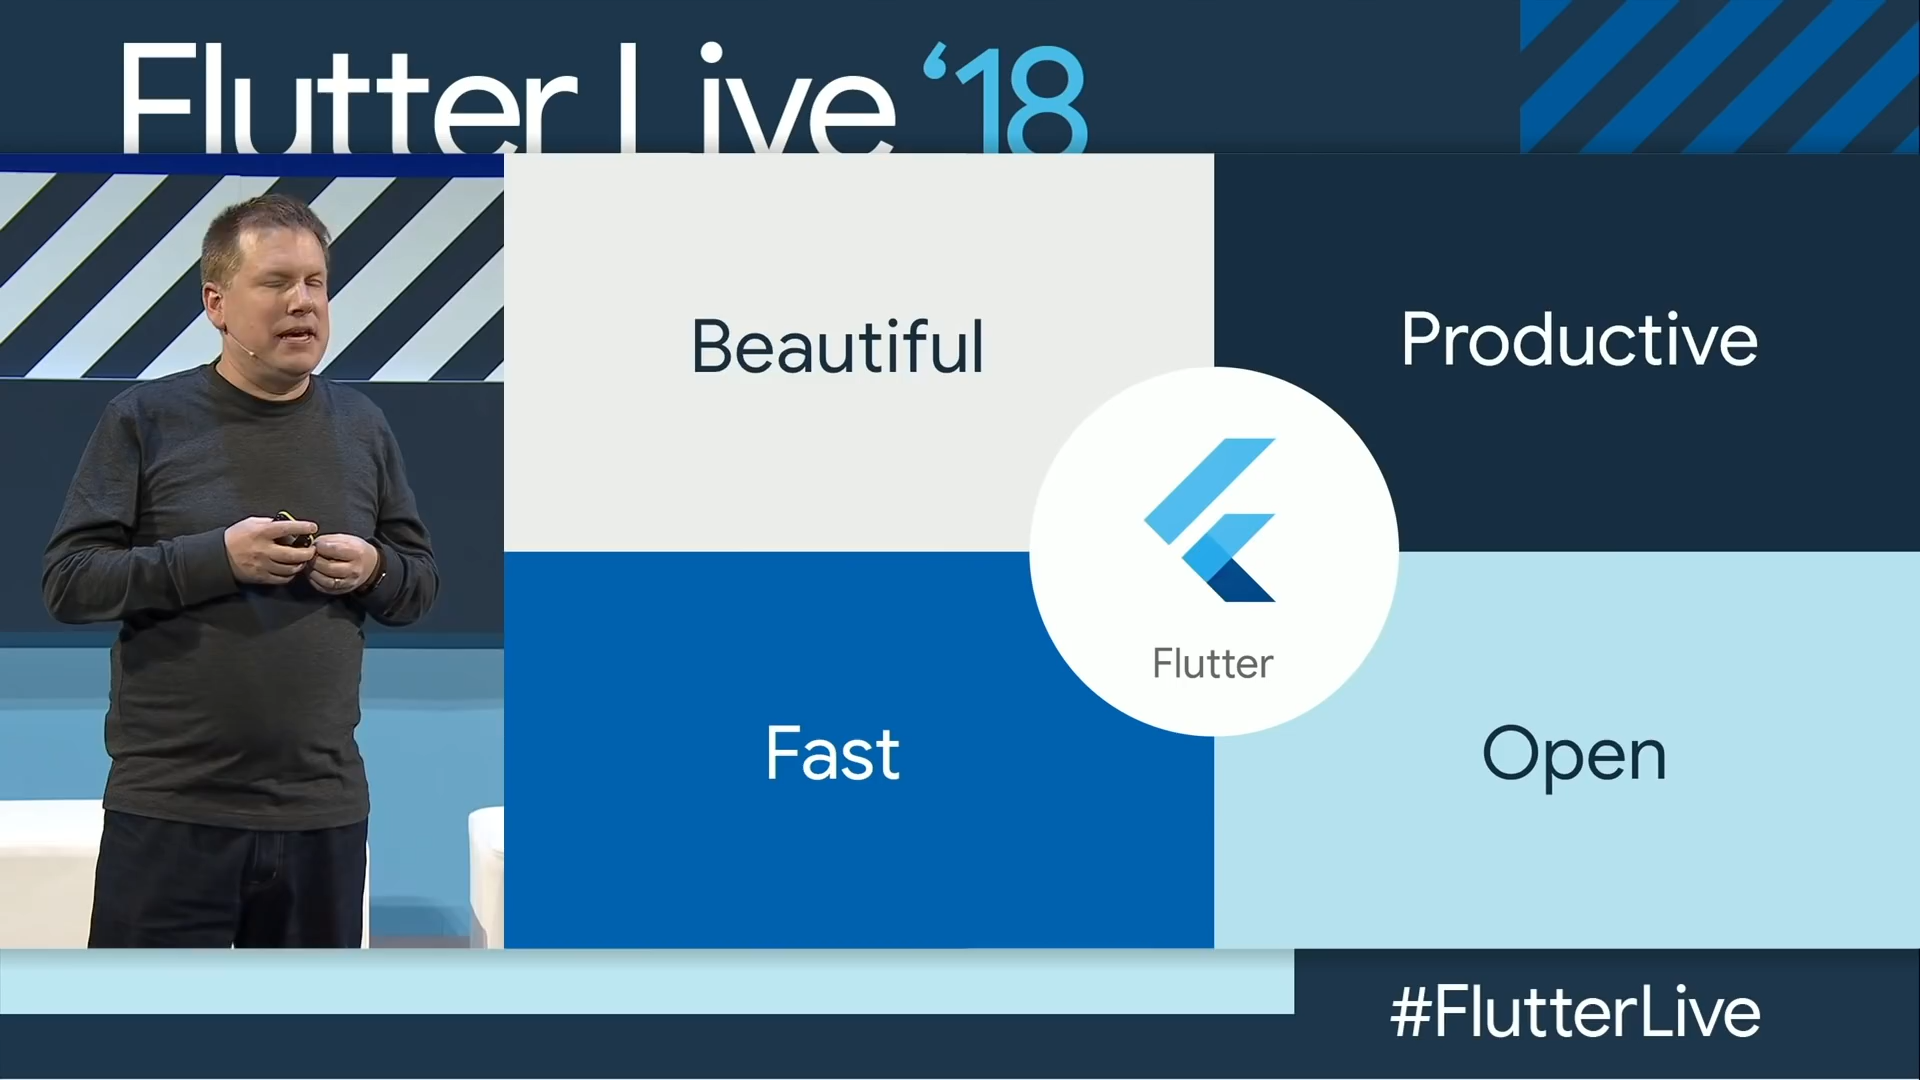 Flutter Live ‘18
Beautiful
Productive
Flutter
Fast
Open
#FlutterLive